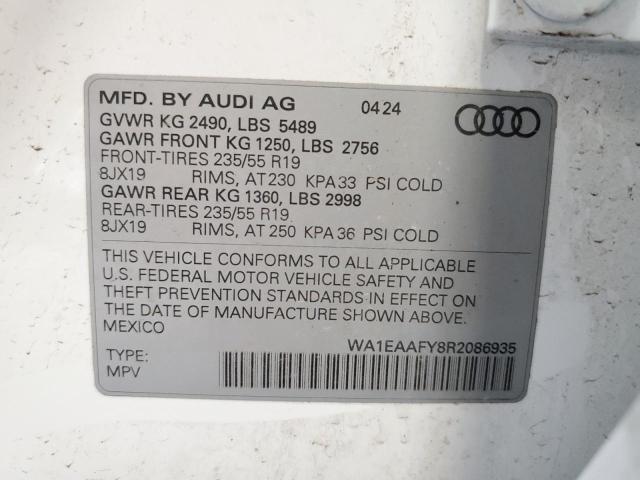 MFD. BY AUDI AG 04 24
GVWR KG 2490, LBS 5489
GAWR FRONT KG 1250, LBS 2756
FRONT-TIRES 235/55 R19
8JX19 RIMS, AT 230 KPA 33 PSI COLD
GAWR REAR KG 1360, LBS 2998
REAR-TIRES 235/55 R19
8JX19 RIMS, AT 250 KPA 36 PSI COLD
THIS VEHICLE CONFORMS TO ALL APPLICABLE
U.S. FEDERAL MOTOR VEHICLE SAFETY AND
THEFT PREVENTION STANDARDS IN EFFECT ON
THE DATE OF MANUFACTURE SHOWN ABOVE.
MEXICO
WA1EAAFY8R2086935
TYPE:
MPV